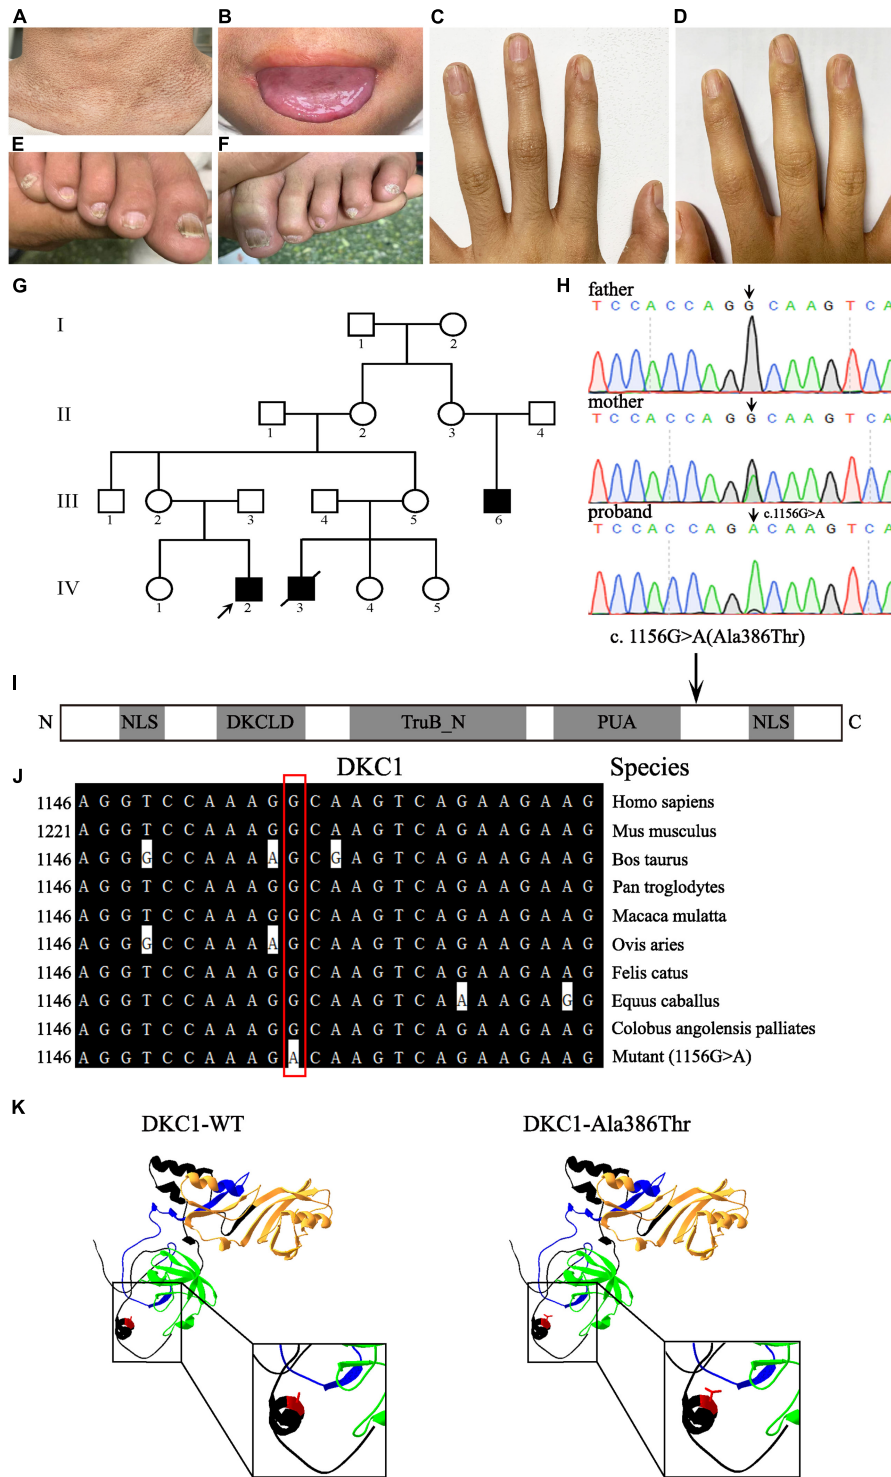 A
B
C
D
E
F
G
H
I
1
2
II
1
2
3
4
III
1
2
3
4
5
6
IV
1
2
3
4
5
father
T C C A C C A G G C A A G T C A
mother
T C C A C C A G G C A A G T C A
c.1156G>A
proband
T C C A C C A G A C A A G T C A
c. 1156G>A(Ala386Thr)
I
N NLS DKCLD TruB_N PUA NLS C
J
DKC1 Species
1146 A G G T C C A A A G G C A A G T C A G A A G A A G Homo sapiens
1221 A G G T C C A A A G G C A A G T C A G A A G A A G Mus musculus
1146 A G G G C C A A A A G C G A G T C A G A A G A A G Bos taurus
1146 A G G T C C A A A G G C A A G T C A G A A G A A G Pan troglodytes
1146 A G G T C C A A A G G C A A G T C A G A A G A A G Macaca mulatta
1146 A G G G C C A A A A G C A A G T C A G A A G A A G Ovis aries
1146 A G G T C C A A A G G C A A G T C A G A A G A A G Felis catus
1146 A G G T C C A A A G G C A A G T C A A A A G A G G Equus caballus
1146 A G G T C C A A A G G C A A G T C A G A A G A A G Colobus angolensis palliates
1146 A G G T C C A A A G A C A A G T C A G A A G A A G Mutant (1156G>A)
K
DKC1-WT
DKC1-Ala386Thr